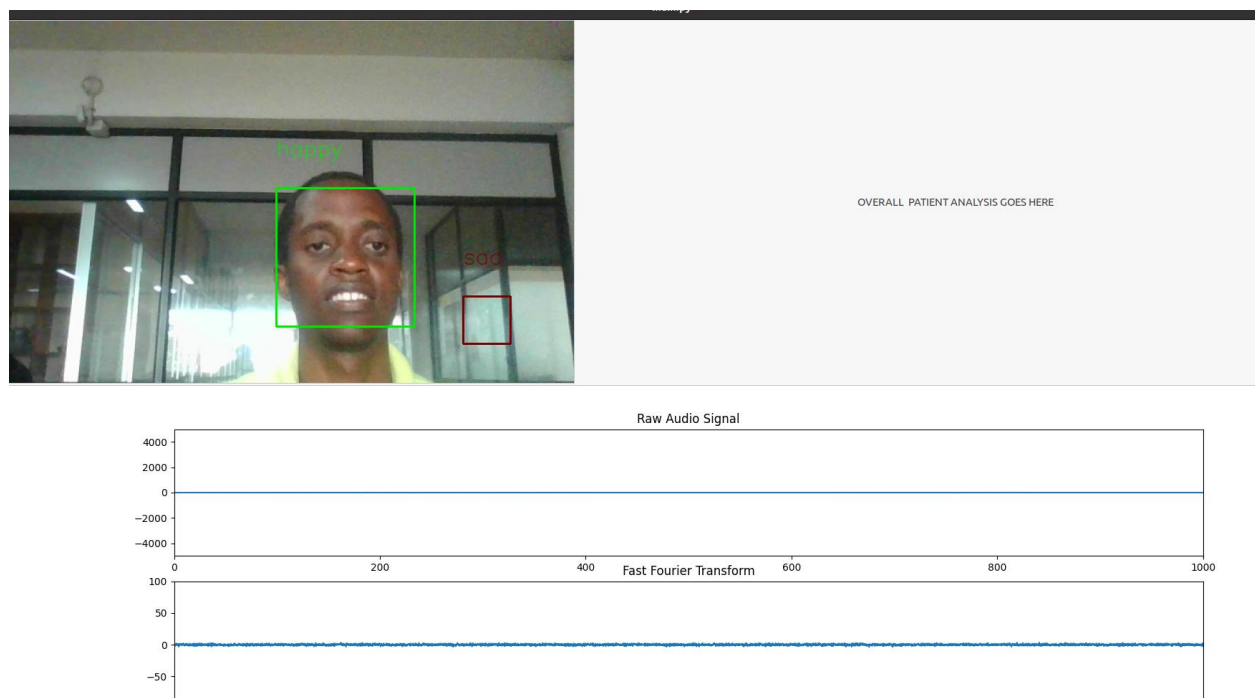 happy
sad
OVERALL PATIENT ANALYSIS GOES HERE
Raw Audio Signal
4000
2000
0
−2000
−4000
0 200 400 600 800 1000
Fast Fourier Transform
100
50
0
−50